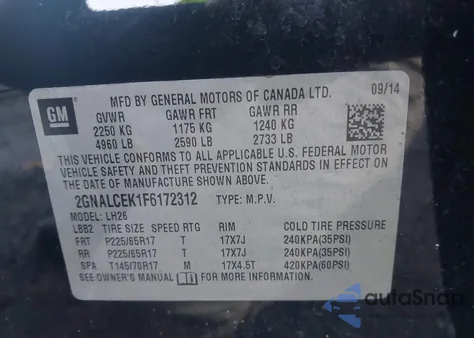 GM
MFD BY GENERAL MOTORS OF CANADA LTD. 09/14
GVWR GAWR FRT GAWR RR
2250 KG 1175 KG 1240 KG
4960 LB 2590 LB 2733 LB
THIS VEHICLE CONFORMS TO ALL APPLICABLE U.S. FEDERAL MOTOR
VEHICLE SAFETY AND THEFT PREVENTION STANDARDS IN EFFECT ON
THE DATE OF MANUFACTURE SHOWN ABOVE.
2GNALCEK1F6172312 TYPE: M.P.V.
MODEL: LH26
LBB2 TIRE SIZE SPEED RTG RIM COLD TIRE PRESSURE
FRT P225/65R17 T 17X7J 240KPA(35PSI)
RR P225/65R17 T 17X7J 240KPA(35PSI)
SPA T145/70R17 M 17X4.5T 420KPA(60PSI)
SEE OWNER'S MANUAL FOR ADDITIONAL INFORMATION.
autoSnap